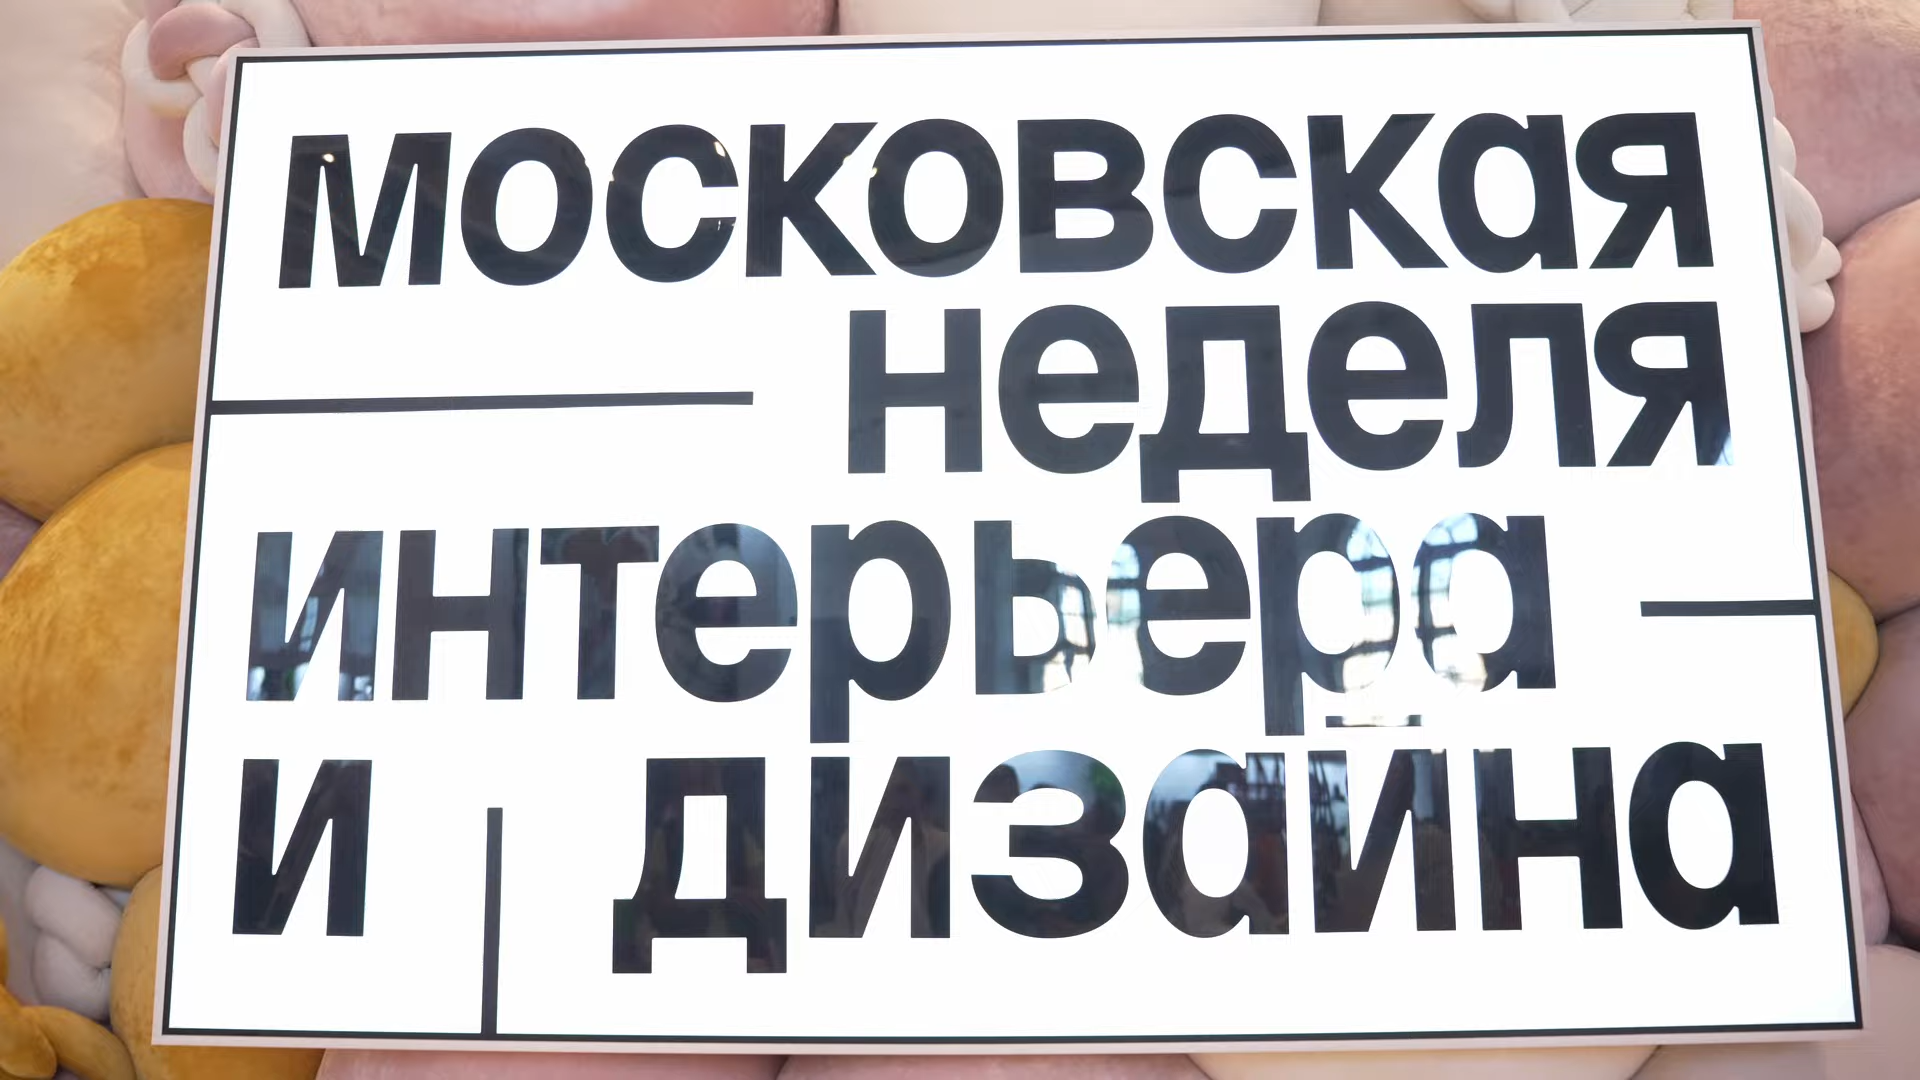 московская
неделя
интерьера
и дизайна